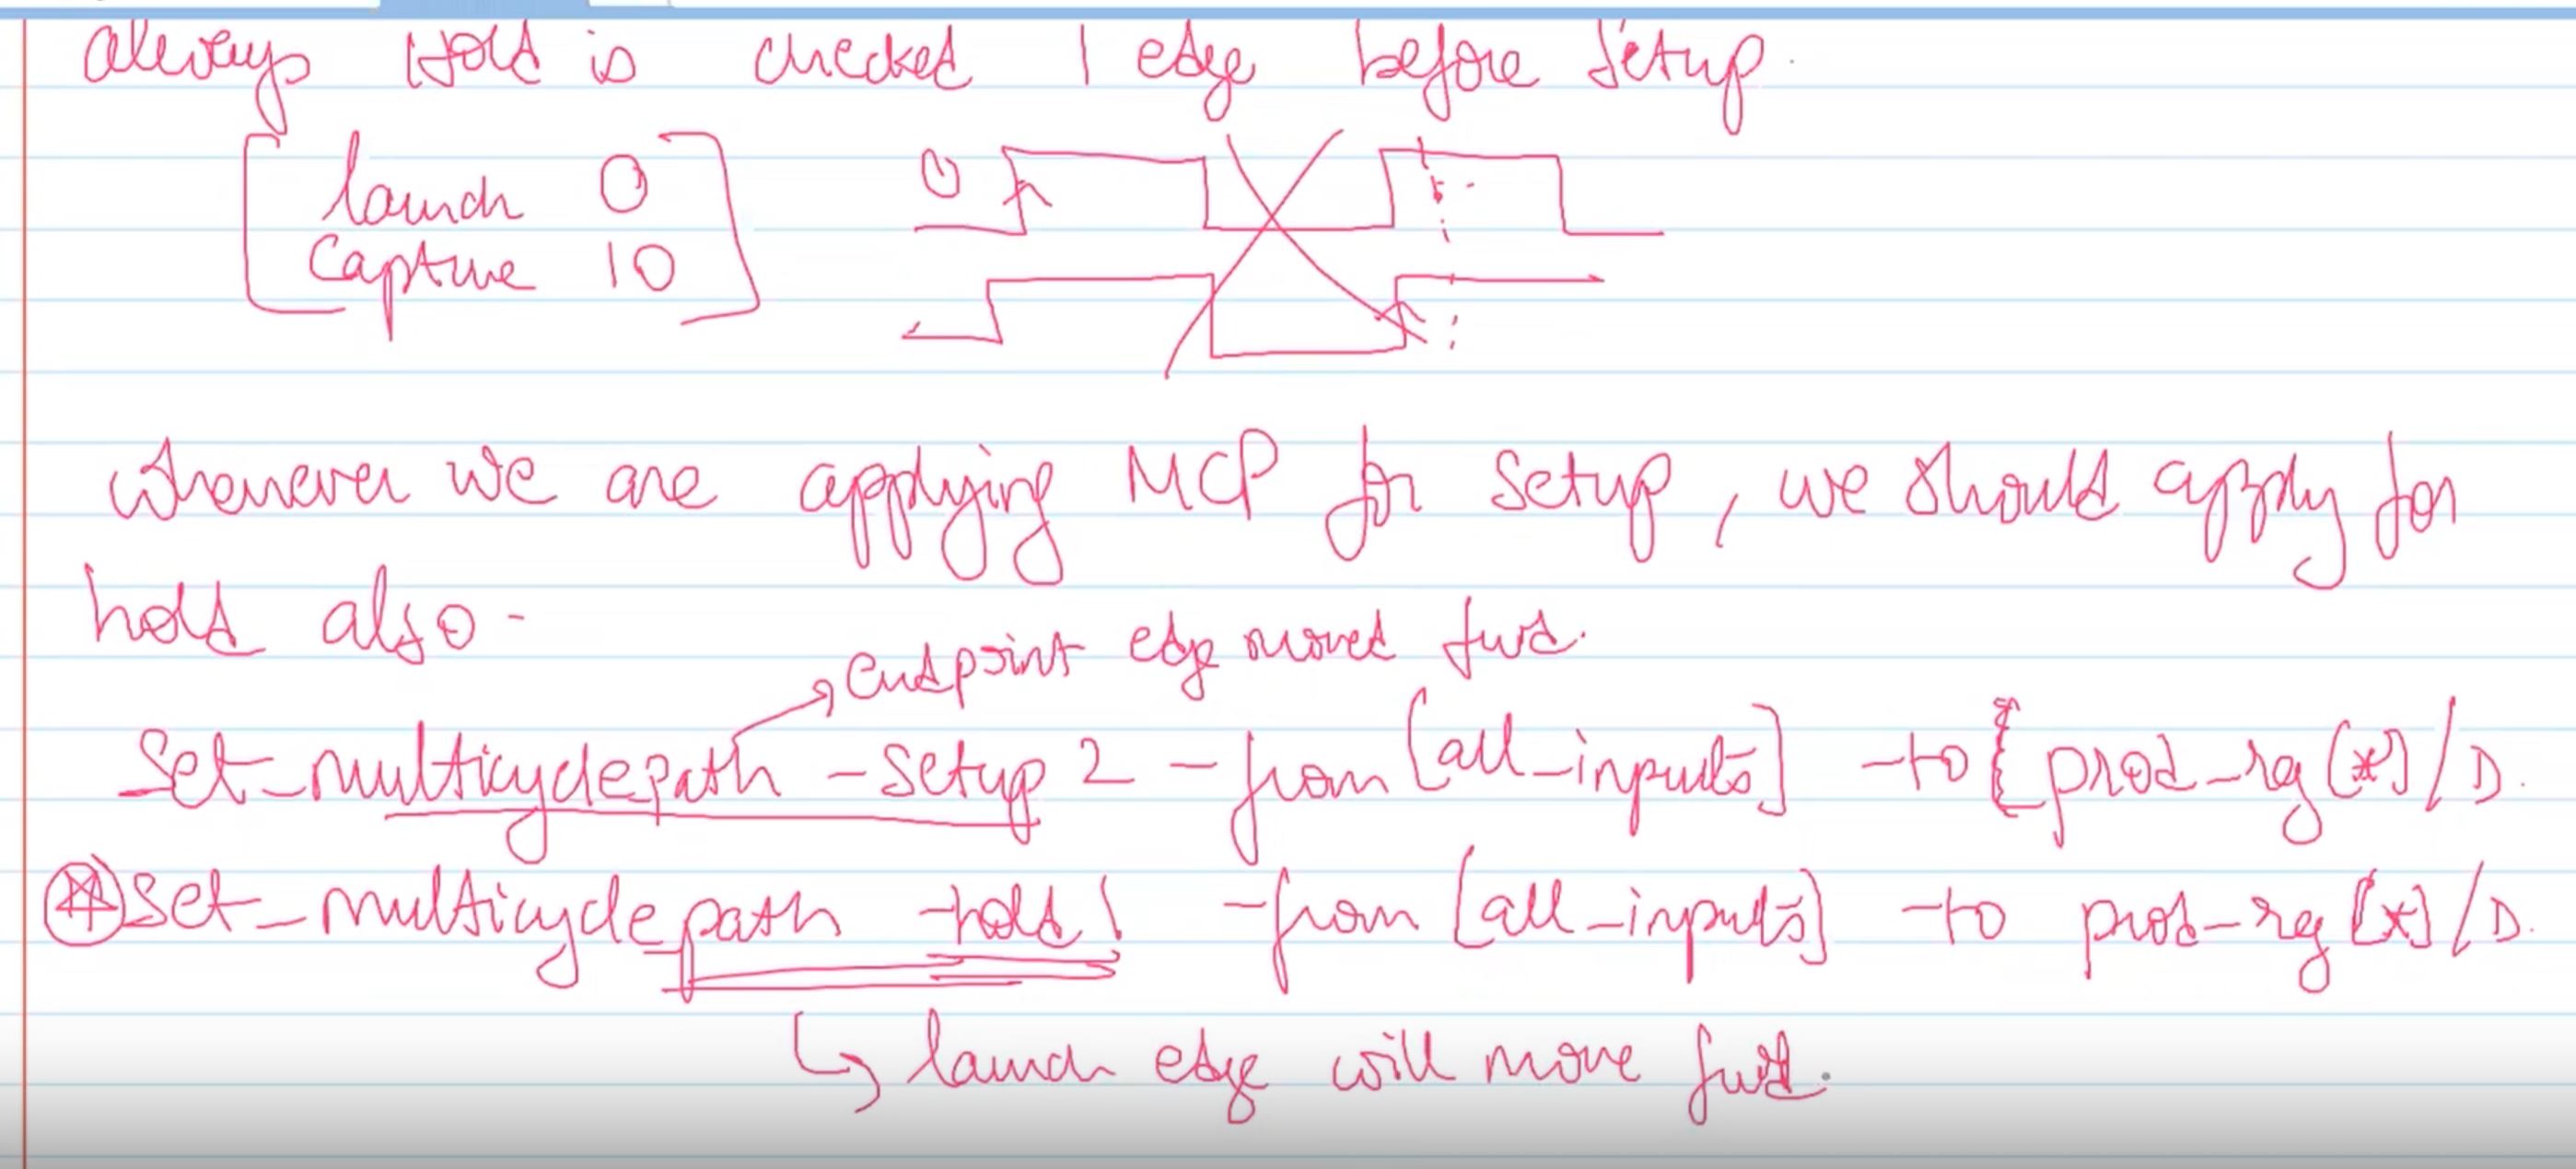 always Hold is checked 1 edge before Setup.
launch 0
Capture 10
0
whenever we are applying MCP for Setup, we should apply for
hold also -
endpoint edge moved fwd.
Set_multicyclepath -Setup 2 -from [all_inputs] -to [prod_reg[*]/D.
Set_multicyclepath -hold 1 -from [all_inputs] -to prod_reg[*]/D.
launch edge will move fwd.